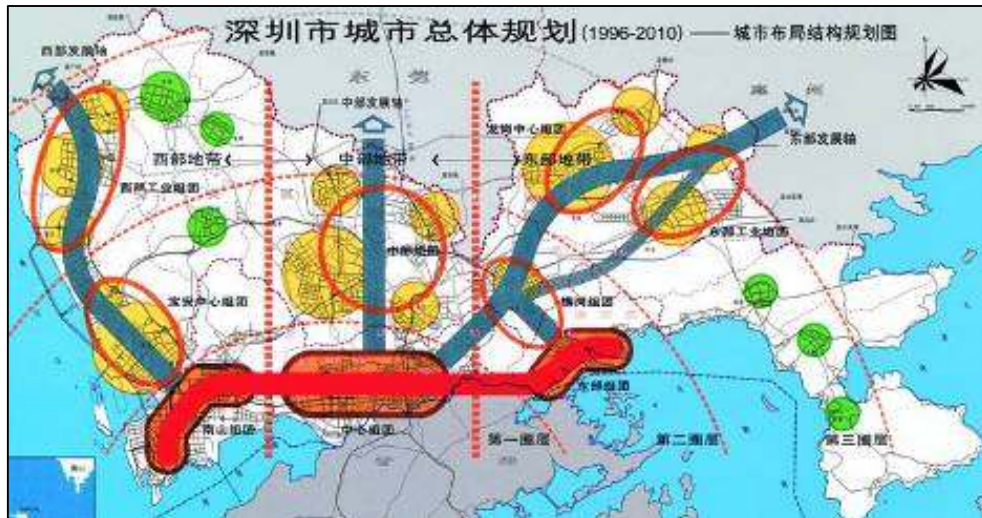 深圳市城市总体规划(1996-2010)——城市布局结构规划图
西部发展轴
东莞
中部发展轴
惠州
东部发展轴
龙岗中心组团
西部地带
中部地带
东部地带
西部工业组团
东部工业组团
中部组团
宝安中心组团
横岗组团
东部组团
南山组团
中心组团
第一圈层
第二圈层
第三圈层
香港